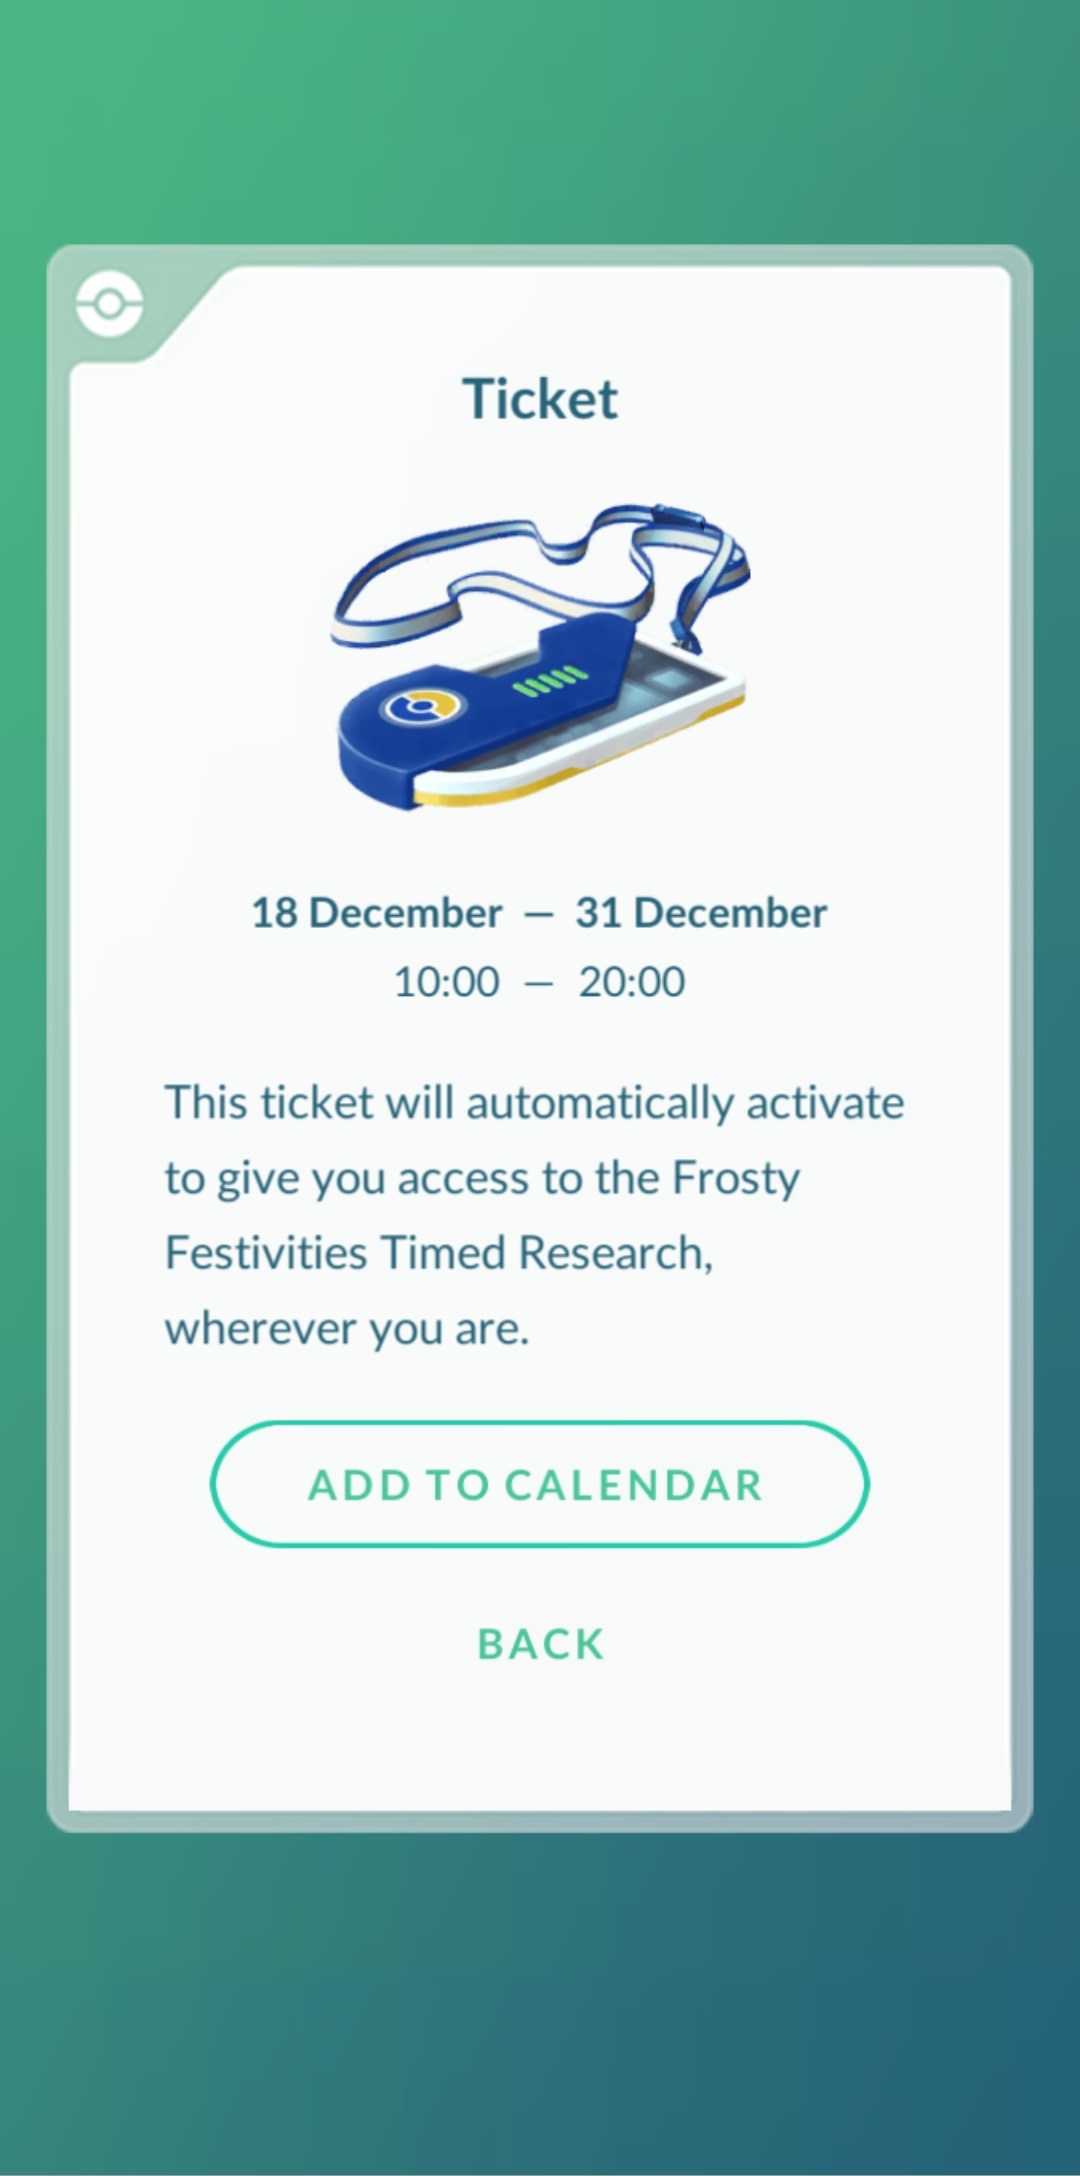 Ticket
18 December — 31 December
10:00 — 20:00
This ticket will automatically activate
to give you access to the Frosty
Festivities Timed Research,
wherever you are.
ADD TO CALENDAR
BACK